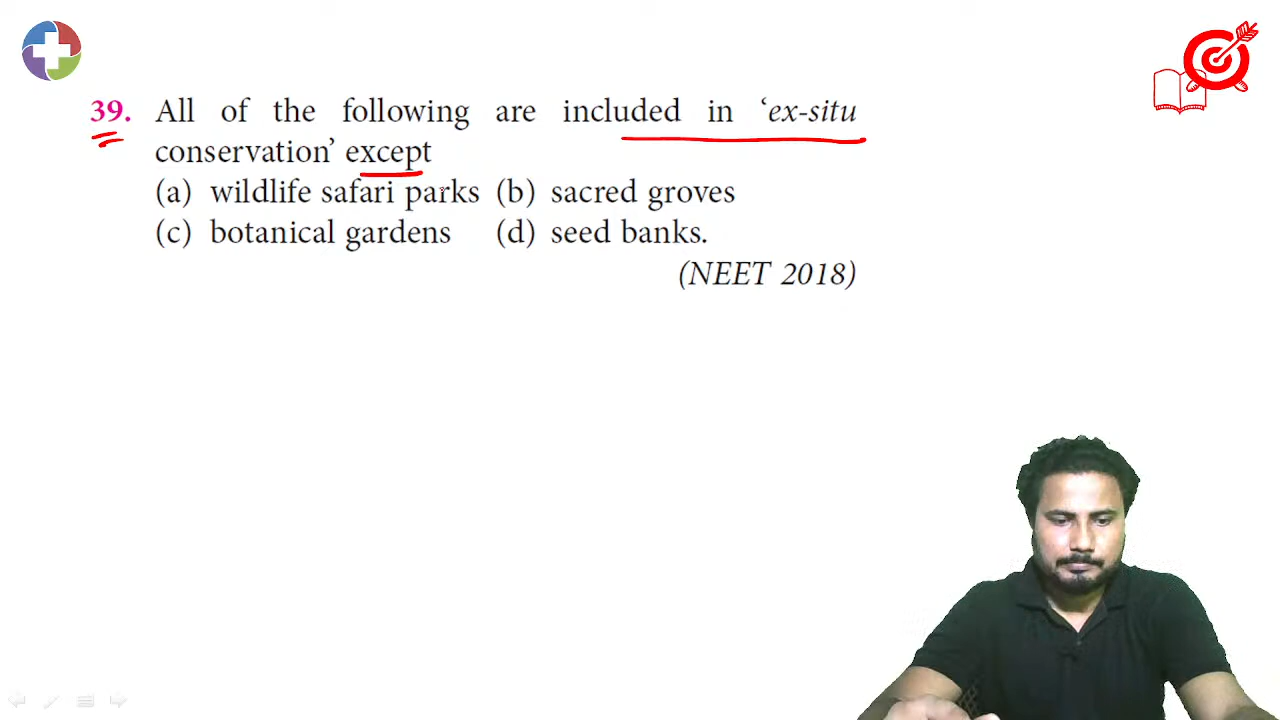 39. All of the following are included in ‘ex-situ
conservation’ except
(a) wildlife safari parks (b) sacred groves
(c) botanical gardens (d) seed banks.
(NEET 2018)